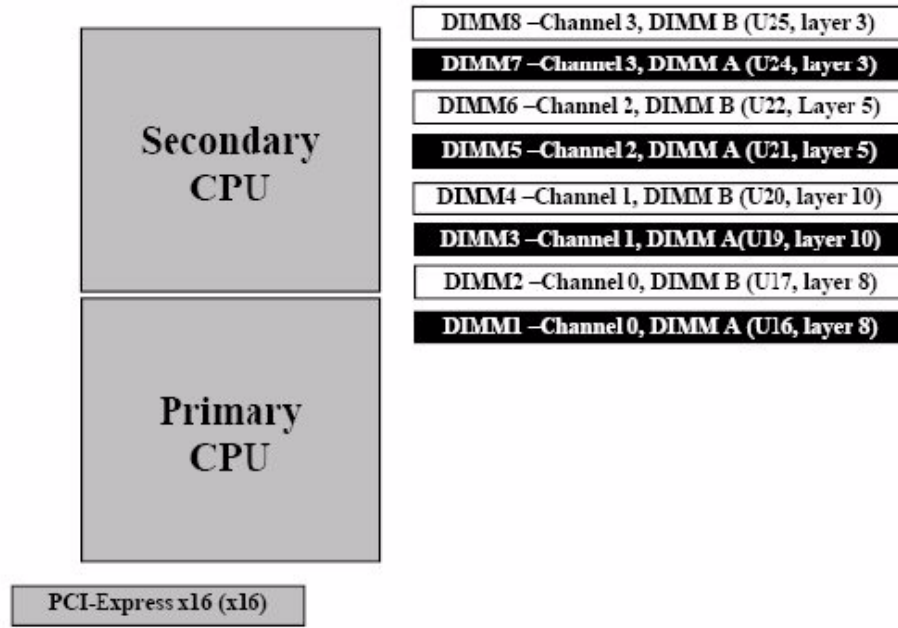 DIMM8 –Channel 3, DIMM B (U25, layer 3)
DIMM7 –Channel 3, DIMM A (U24, layer 3)
DIMM6 –Channel 2, DIMM B (U22, Layer 5)
DIMM5 –Channel 2, DIMM A (U21, layer 5)
DIMM4 –Channel 1, DIMM B (U20, layer 10)
DIMM3 –Channel 1, DIMM A(U19, layer 10)
DIMM2 –Channel 0, DIMM B (U17, layer 8)
DIMM1 –Channel 0, DIMM A (U16, layer 8)
Secondary
CPU
Primary
CPU
PCI-Express x16 (x16)